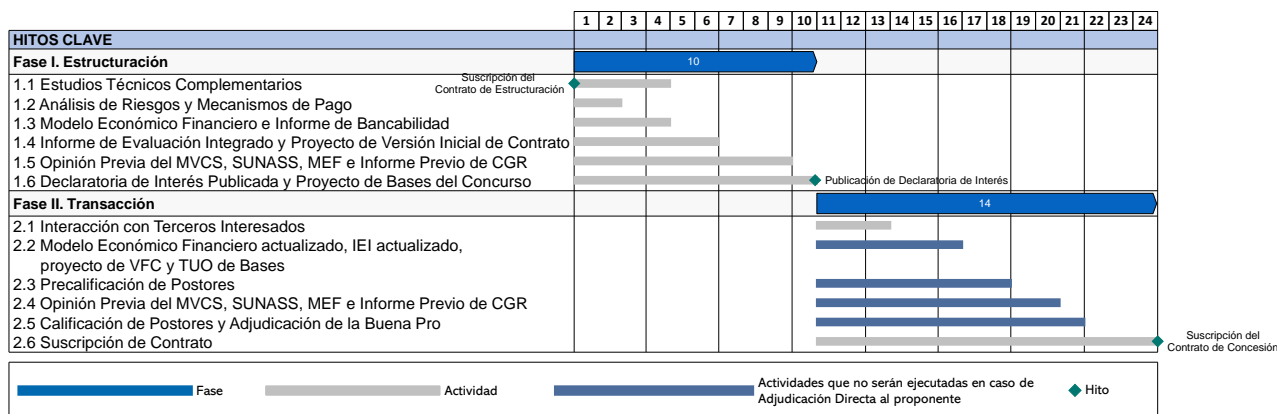 1 2 3 4 5 6 7 8 9 10 11 12 13 14 15 16 17 18 19 20 21 22 23 24
HITOS CLAVE
Fase I. Estructuración
10
1.1 Estudios Técnicos Complementarios
Suscripción del
Contrato de Estructuración
1.2 Análisis de Riesgos y Mecanismos de Pago
1.3 Modelo Económico Financiero e Informe de Bancabilidad
1.4 Informe de Evaluación Integrado y Proyecto de Versión Inicial de Contrato
1.5 Opinión Previa del MVCS, SUNASS, MEF e Informe Previo de CGR
1.6 Declaratoria de Interés Publicada y Proyecto de Bases del Concurso
Publicación de Declaratoria de Interés
Fase II. Transacción
14
2.1 Interacción con Terceros Interesados
2.2 Modelo Económico Financiero actualizado, IEI actualizado,
proyecto de VFC y TUO de Bases
2.3 Precalificación de Postores
2.4 Opinión Previa del MVCS, SUNASS, MEF e Informe Previo de CGR
2.5 Calificación de Postores y Adjudicación de la Buena Pro
2.6 Suscripción de Contrato
Suscripción del
Contrato de Concesión
Fase
Actividad
Actividades que no serán ejecutadas en caso de
Adjudicación Directa al proponente
Hito